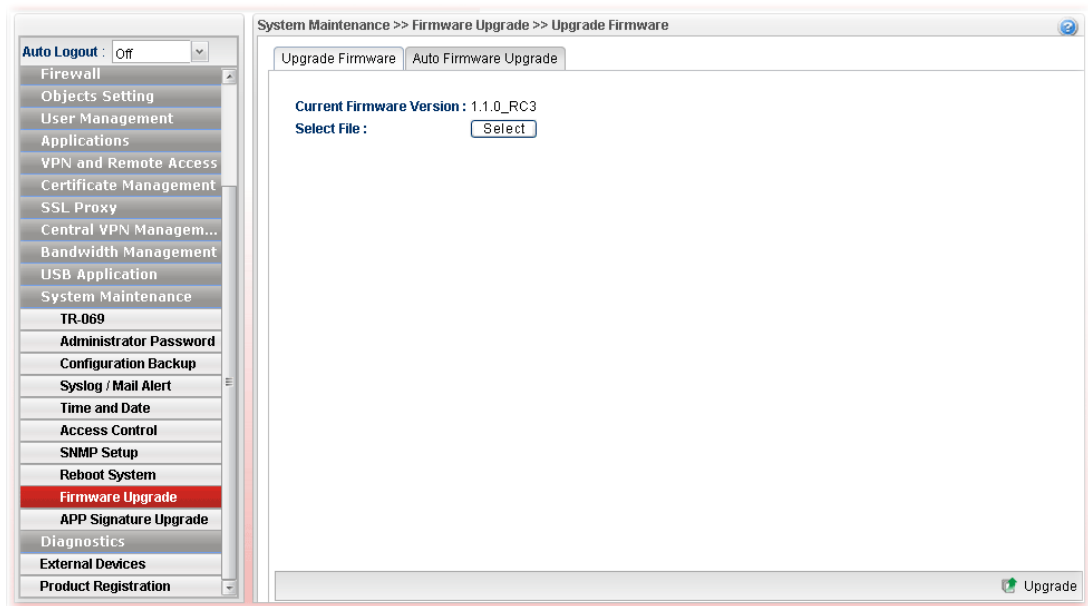 System Maintenance >> Firmware Upgrade >> Upgrade Firmware
Auto Logout : Off
Firewall
Objects Setting
User Management
Applications
VPN and Remote Access
Certificate Management
SSL Proxy
Central VPN Managem...
Bandwidth Management
USB Application
System Maintenance
TR-069
Administrator Password
Configuration Backup
Syslog / Mail Alert
Time and Date
Access Control
SNMP Setup
Reboot System
Firmware Upgrade
APP Signature Upgrade
Diagnostics
External Devices
Product Registration
Upgrade Firmware Auto Firmware Upgrade
Current Firmware Version : 1.1.0_RC3
Select File : Select
Upgrade